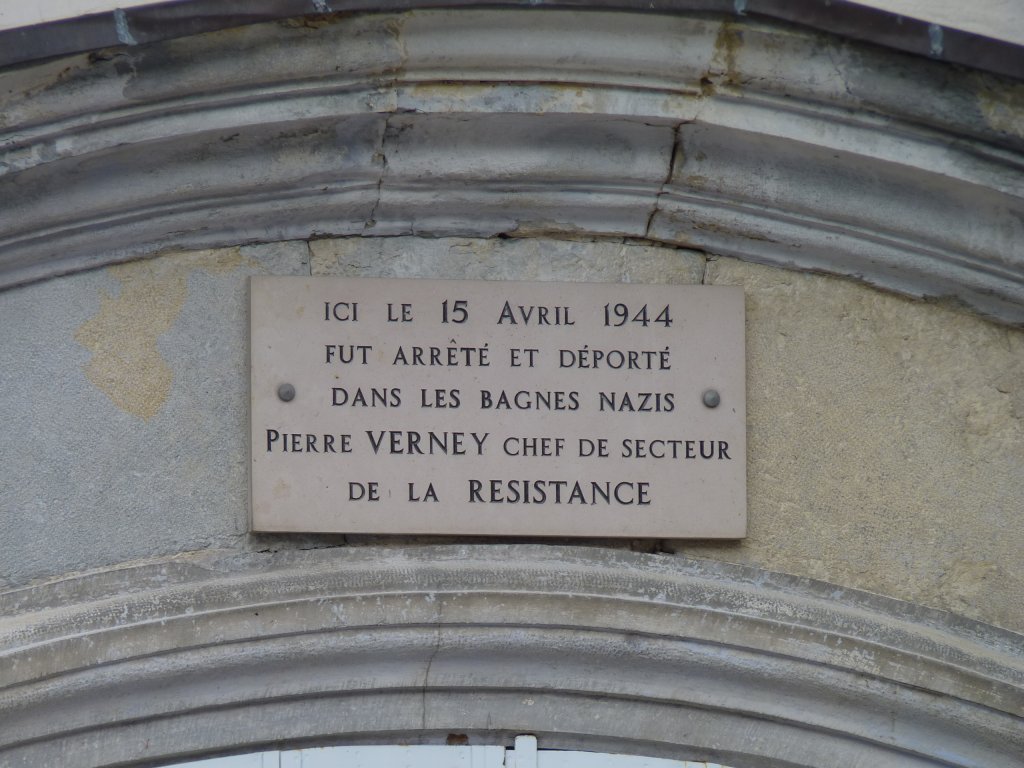 ICI LE 15 AVRIL 1944
FUT ARRÊTÉ ET DÉPORTÉ
DANS LES BAGNES NAZIS
PIERRE VERNEY CHEF DE SECTEUR
DE LA RESISTANCE